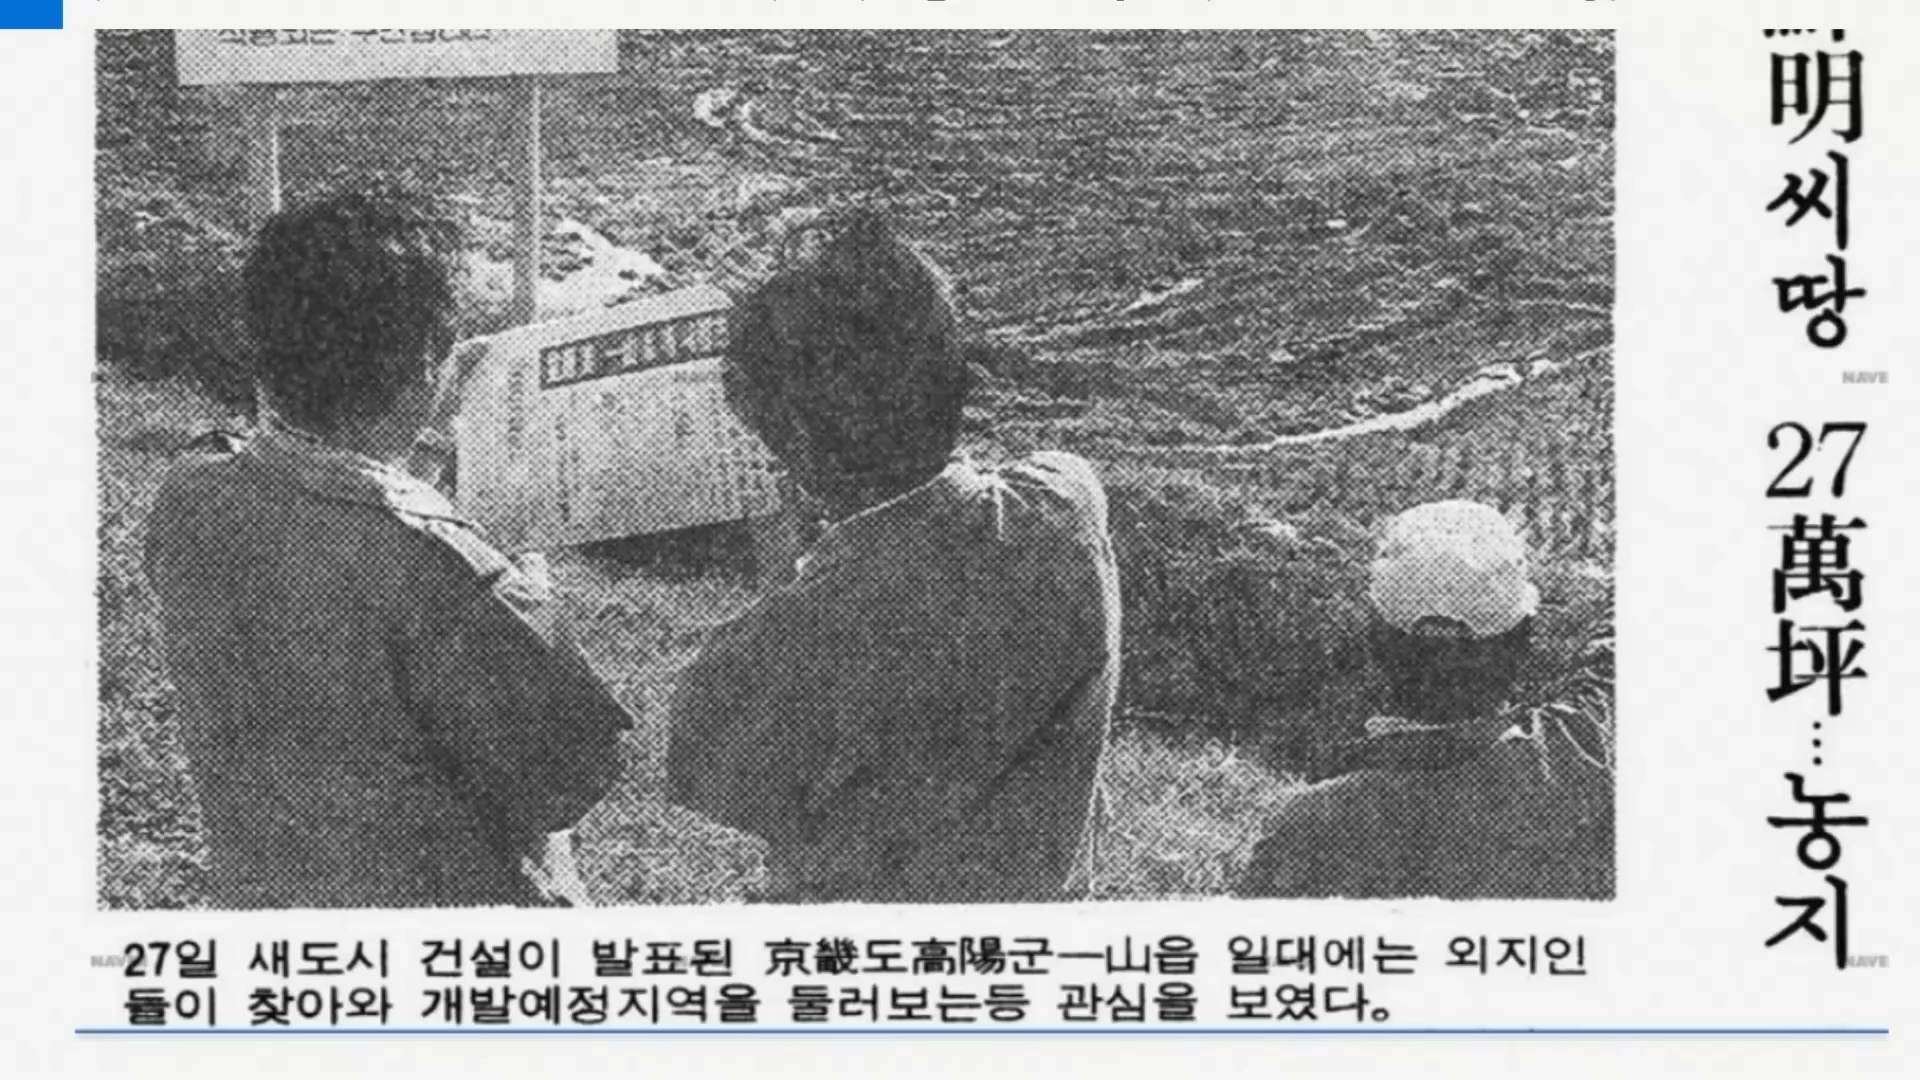 明씨땅 27萬坪…농지
27일 새도시 건설이 발표된 京畿도高陽군一山읍 일대에는 외지인
들이 찾아와 개발예정지역을 둘러보는등 관심을 보였다。
NAVE
NAVE